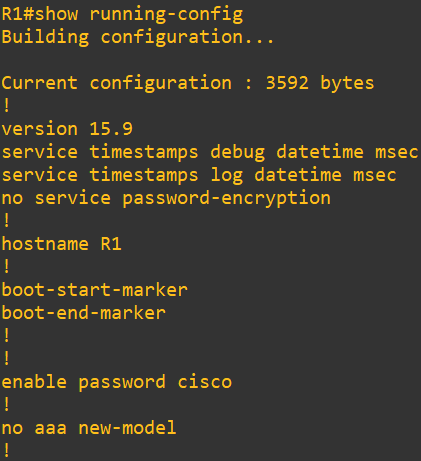 R1#show running-config
Building configuration...
Current configuration : 3592 bytes
!
version 15.9
service timestamps debug datetime msec
service timestamps log datetime msec
no service password-encryption
!
hostname R1
!
boot-start-marker
boot-end-marker
!
!
enable password cisco
!
no aaa new-model
!